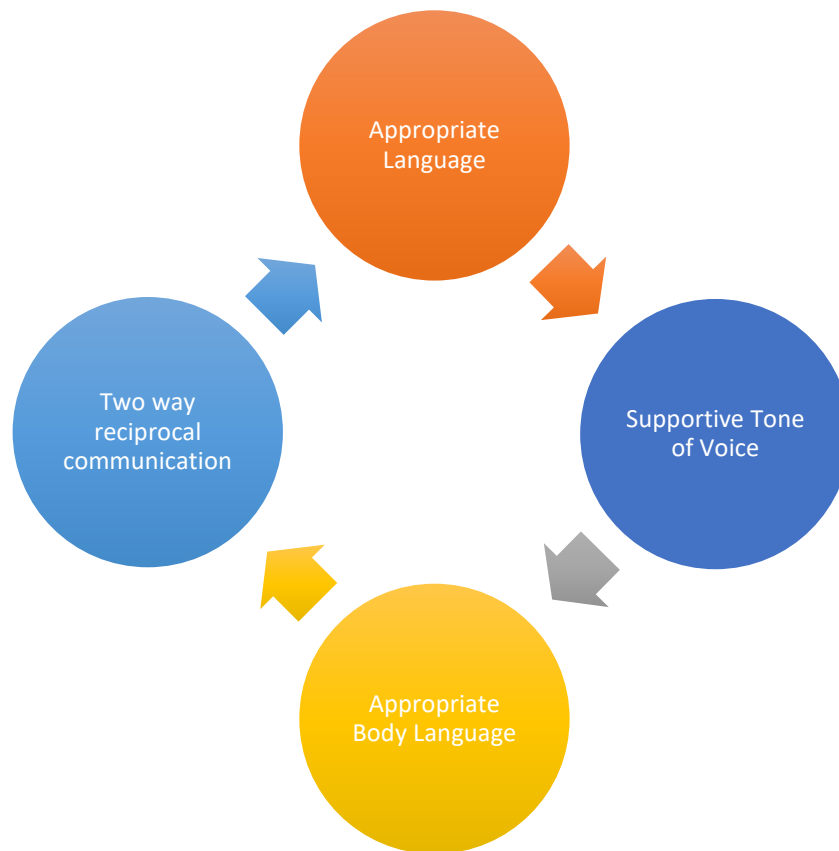 Appropriate
Language
Supportive Tone
of Voice
Appropriate
Body Language
Two way
reciprocal
communication